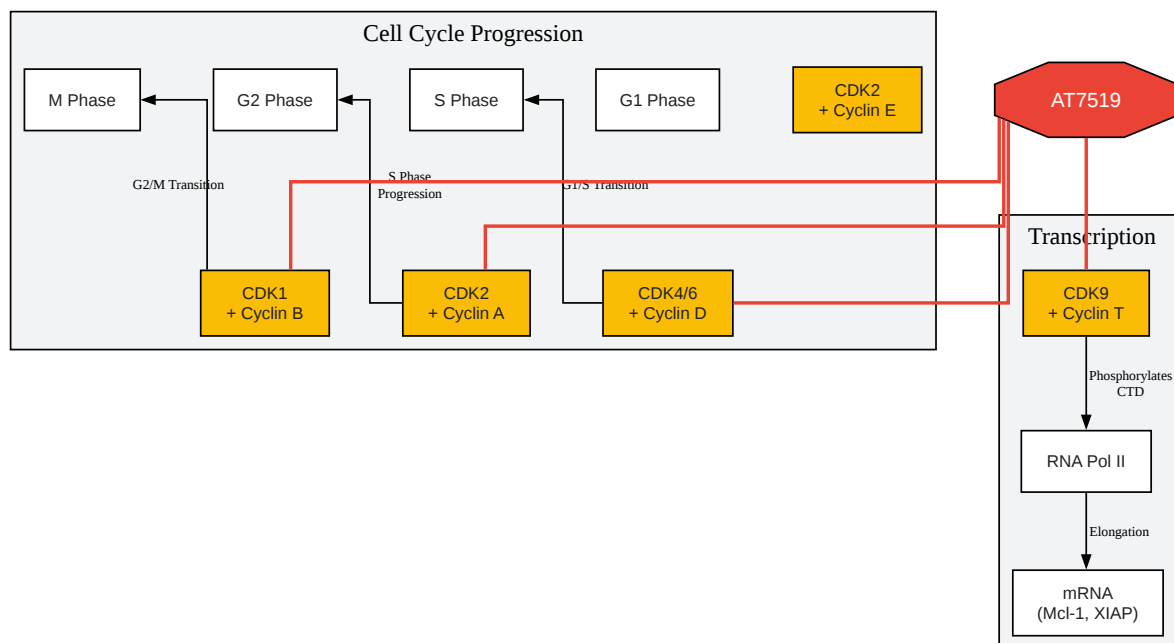 Cell Cycle Progression
M Phase
G2 Phase
S Phase
G1 Phase
CDK2
+ Cyclin E
AT7519
G2/M Transition
S Phase
Progression
G1/S Transition
Transcription
CDK1
+ Cyclin B
CDK2
+ Cyclin A
CDK4/6
+ Cyclin D
CDK9
+ Cyclin T
Phosphorylates
CTD
RNA Pol II
Elongation
mRNA
(Mcl-1, XIAP)